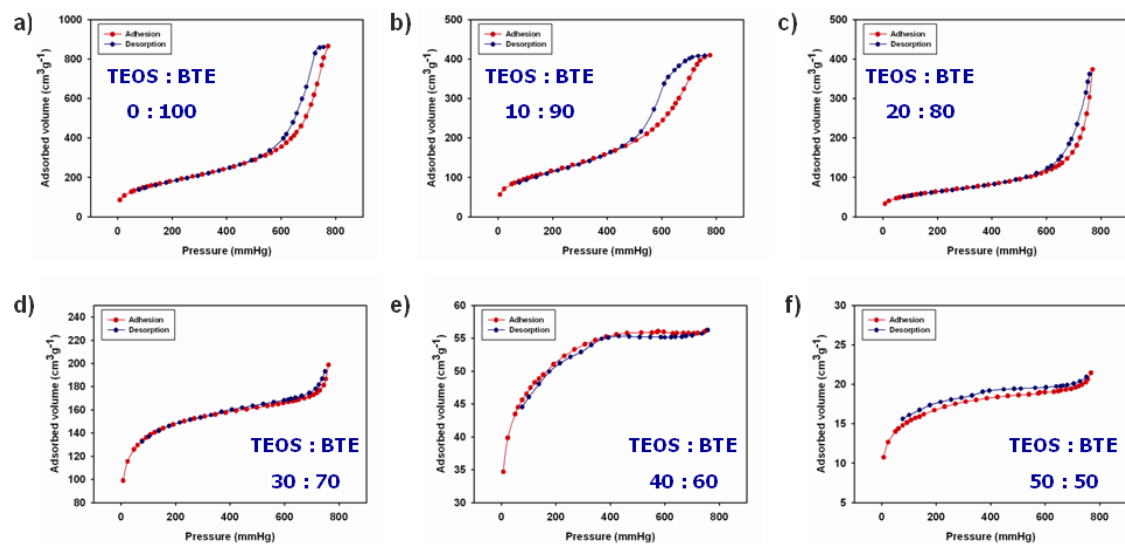 a)
1000
800
600
400
200
0
Adsorbed volume (cm³g⁻¹)
Adhesion
Desorption
TEOS : BTE
0 : 100
0 200 400 600 800
Pressure (mmHg)
b)
500
400
300
200
100
0
Adsorbed volume (cm³g⁻¹)
Adhesion
Desorption
TEOS : BTE
10 : 90
0 200 400 600 800
Pressure (mmHg)
c)
500
400
300
200
100
0
Adsorbed volume (cm³g⁻¹)
Adhesion
Desorption
TEOS : BTE
20 : 80
0 200 400 600 800
Pressure (mmHg)
d)
240
220
200
180
160
140
120
100
80
Adsorbed volume (cm³g⁻¹)
Adhesion
Desorption
TEOS : BTE
30 : 70
0 200 400 600 800
Pressure (mmHg)
e)
60
55
50
45
40
35
30
Adsorbed volume (cm³g⁻¹)
Adhesion
Desorption
TEOS : BTE
40 : 60
0 200 400 600 800
Pressure (mmHg)
f)
30
25
20
15
10
5
Adsorbed volume (cm³g⁻¹)
Adhesion
Desorption
TEOS : BTE
50 : 50
0 200 400 600 800
Pressure (mmHg)